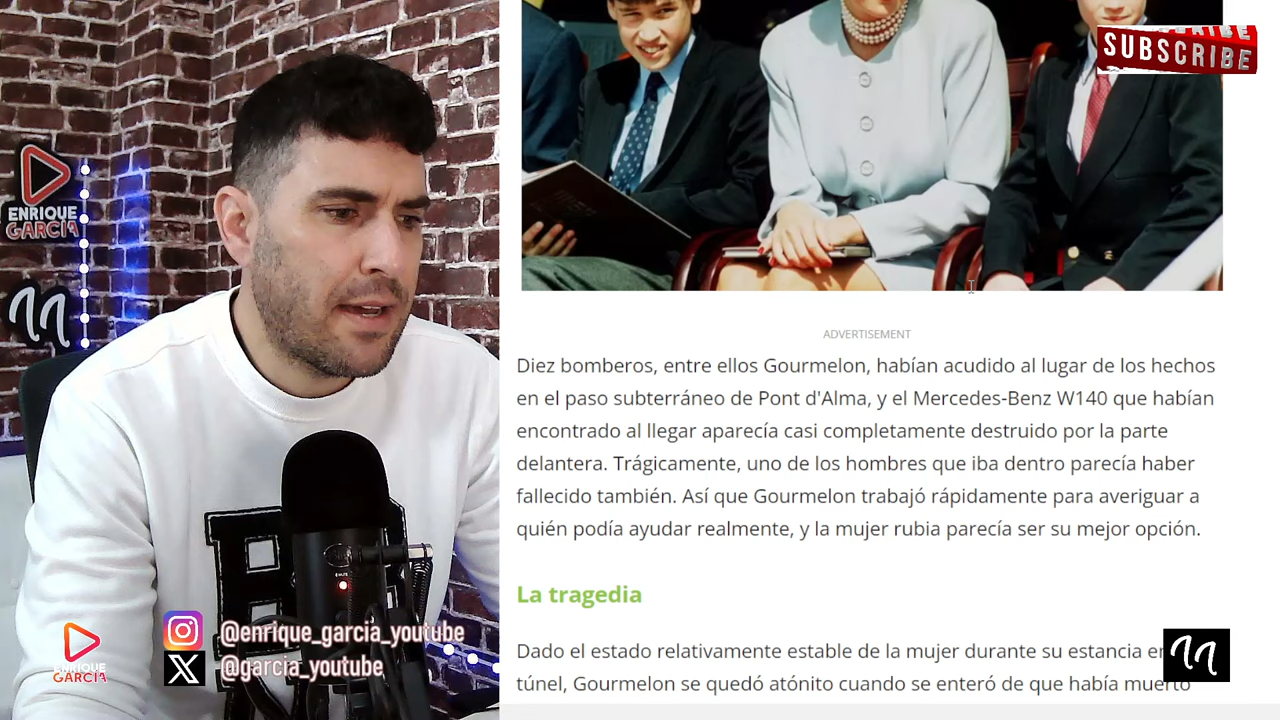 SUBSCRIBE
ENRIQUE
GARCIA
ADVERTISEMENT
Diez bomberos, entre ellos Gourmelon, habían acudido al lugar de los hechos
en el paso subterráneo de Pont d'Alma, y el Mercedes-Benz W140 que habían
encontrado al llegar aparecía casi completamente destruido por la parte
delantera. Trágicamente, uno de los hombres que iba dentro parecía haber
fallecido también. Así que Gourmelon trabajó rápidamente para averiguar a
quién podía ayudar realmente, y la mujer rubia parecía ser su mejor opción.
La tragedia
Dado el estado relativamente estable de la mujer durante su estancia
túnel, Gourmelon se quedó atónito cuando se enteró de que había muerto
@enrique_garcia_youtube
@garcia_youtube
ENRIQUE
GARCIA